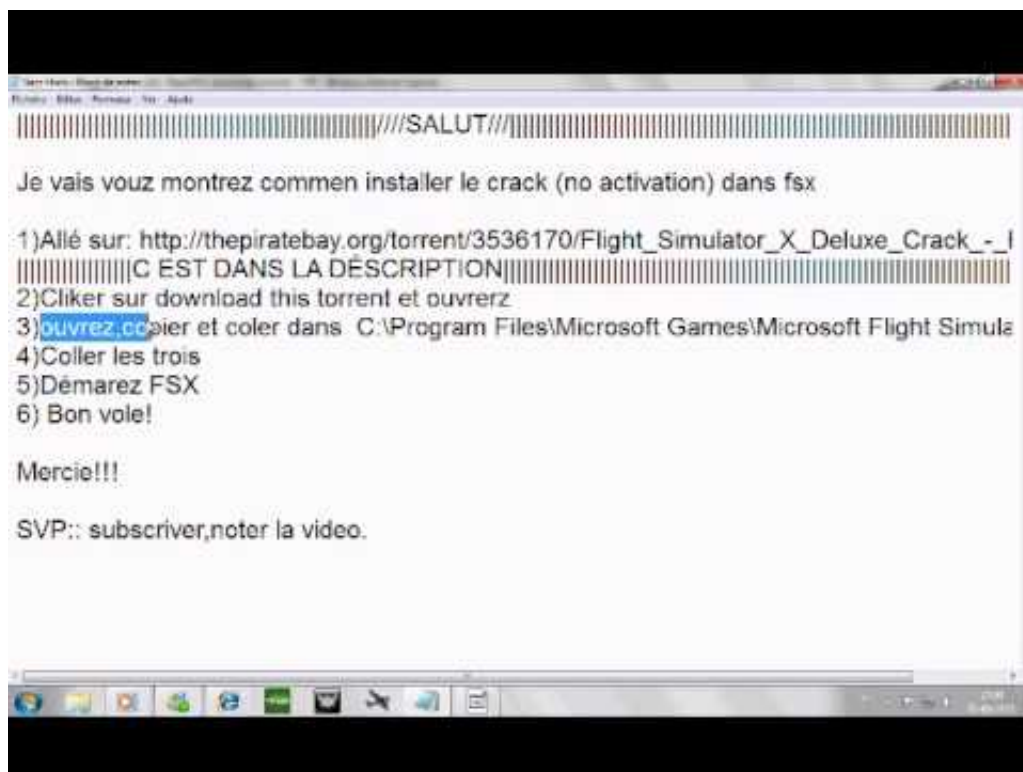 ||||||||||||||||||||||||||||||||||||||||||||||||||////SALUT///||||||||||||||||||||||||||||||||||||||||||||||||||||||||||||||||||||||
Je vais vouz montrez commen installer le crack (no activation) dans fsx
1)Allé sur: http://thepiratebay.org/torrent/3536170/Flight_Simulator_X_Deluxe_Crack_-_
||||||||||||||||C EST DANS LA DÉSCRIPTION||||||||||||||||||||||||||||||||||||||||||||||||||||||||||||||||||||||
2)Cliker sur download this torrent et ouvrerz
3)ouvrez,copier et coler dans C:\Program Files\Microsoft Games\Microsoft Flight Simula
4)Coller les trois
5)Démarez FSX
6) Bon vole!
Mercie!!!
SVP:: subscriver,noter la video.